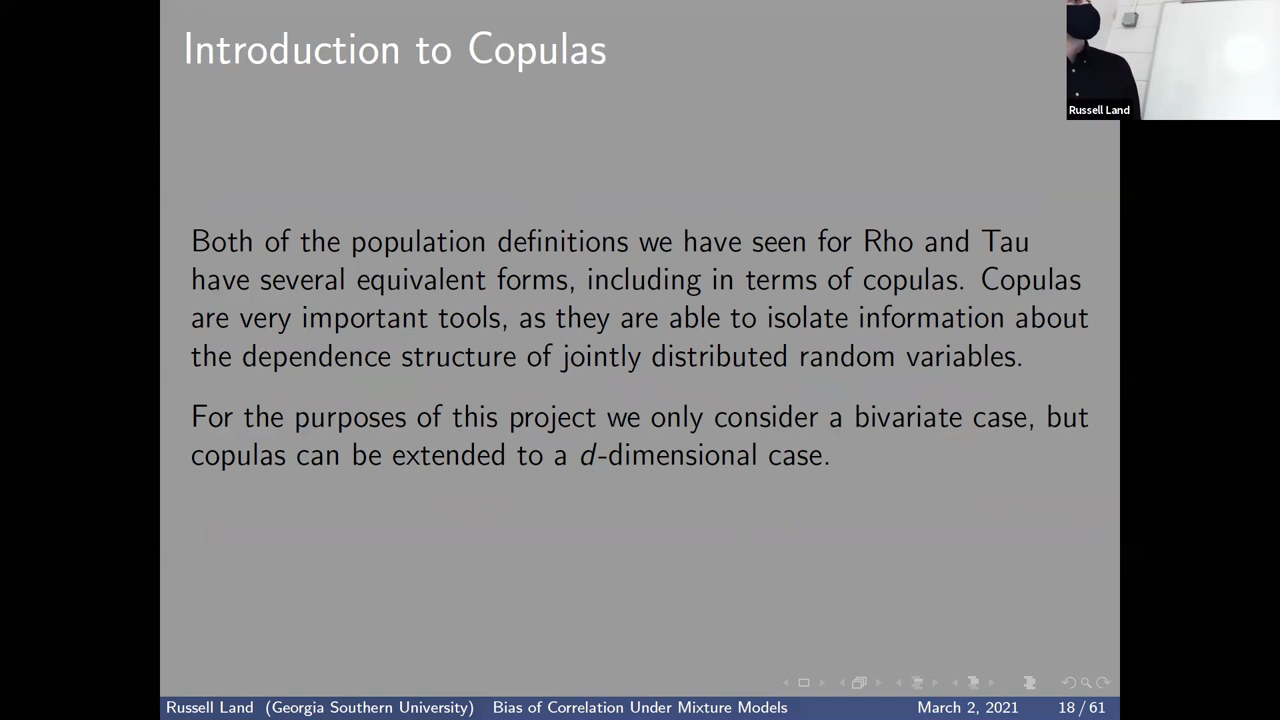 Introduction to Copulas
Russell Land
Both of the population definitions we have seen for Rho and Tau
have several equivalent forms, including in terms of copulas. Copulas
are very important tools, as they are able to isolate information about
the dependence structure of jointly distributed random variables.
For the purposes of this project we only consider a bivariate case, but
copulas can be extended to a d-dimensional case.
Russell Land (Georgia Southern University) Bias of Correlation Under Mixture Models March 2, 2021 18 / 61